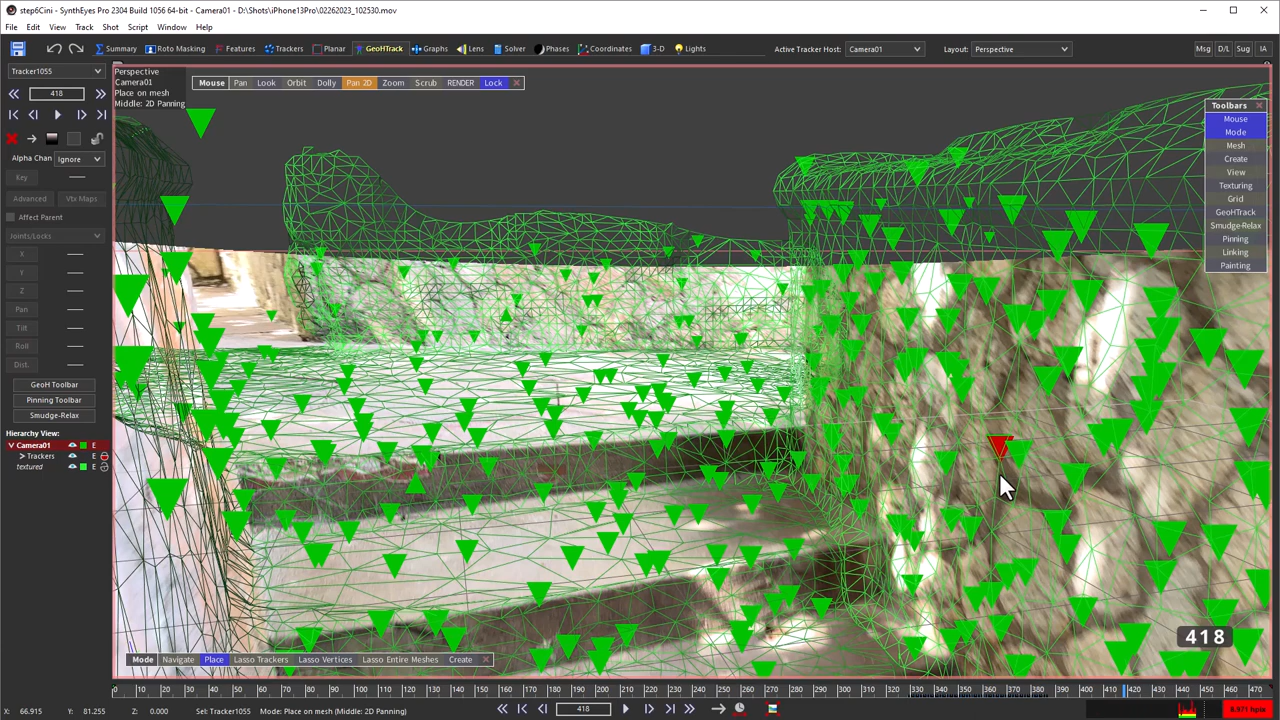 step6Cini - SynthEyes Pro 2304 Build 1056 64-bit - Camera01 - D:\Shots\iPhone13Pro\02262023_102530.mov
File Edit View Track Shot Script Window Help
Summary Roto Masking Features Trackers Planar GeoHTrack Graphs Lens Solver Phases Coordinates 3-D Lights Active Tracker Host: Camera01 Layout: Perspective Msg D/L Sug IA
Tracker1055
418
Alpha Chan Ignore
Key
Advanced Vtx Maps
Affect Parent
Joints/Locks
X
Y
Z
Pan
Tilt
Roll
Dist.
GeoH Toolbar
Pinning Toolbar
Smudge-Relax
Hierarchy View:
Camera01 E
Trackers E
textured E
Perspective
Camera01
Place on mesh
Middle: 2D Panning
Mouse Pan Look Orbit Dolly Pan 2D Zoom Scrub RENDER Lock
Toolbars
Mouse
Mode
Mesh
Create
View
Texturing
Grid
GeoHTrack
Smudge-Relax
Pinning
Linking
Painting
418
Mode Navigate Place Lasso Trackers Lasso Vertices Lasso Entire Meshes Create
0 10 20 30 40 50 60 70 80 90 100 110 120 130 140 150 160 170 180 190 200 210 220 230 240 250 260 270 280 290 300 310 320 330 340 350 360 370 380 390 400 410 420 430 440 450 460 470
X: 66.915 Y: 81.255 Z: 0.000 Sel: Tracker1055 Mode: Place on mesh (Middle: 2D Panning) 418 8.971 hpix